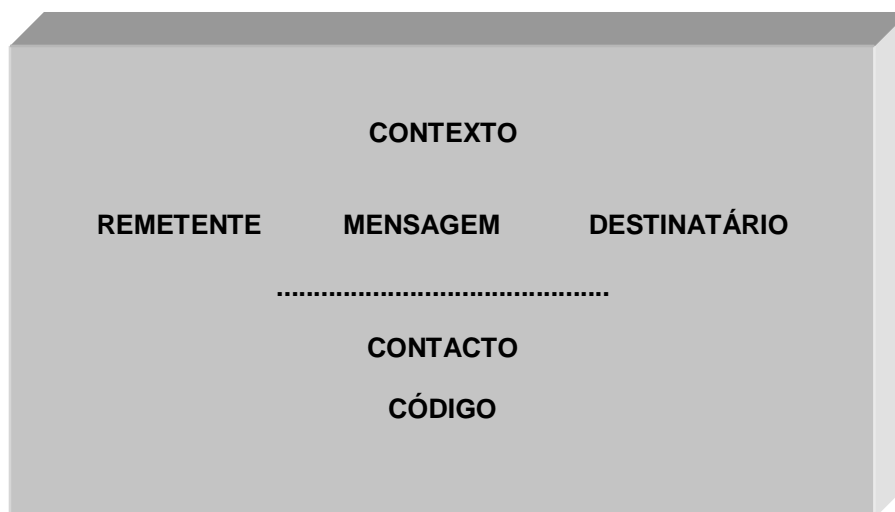 CONTEXTO
REMETENTE MENSAGEM DESTINATÁRIO
.............................................
CONTACTO
CÓDIGO